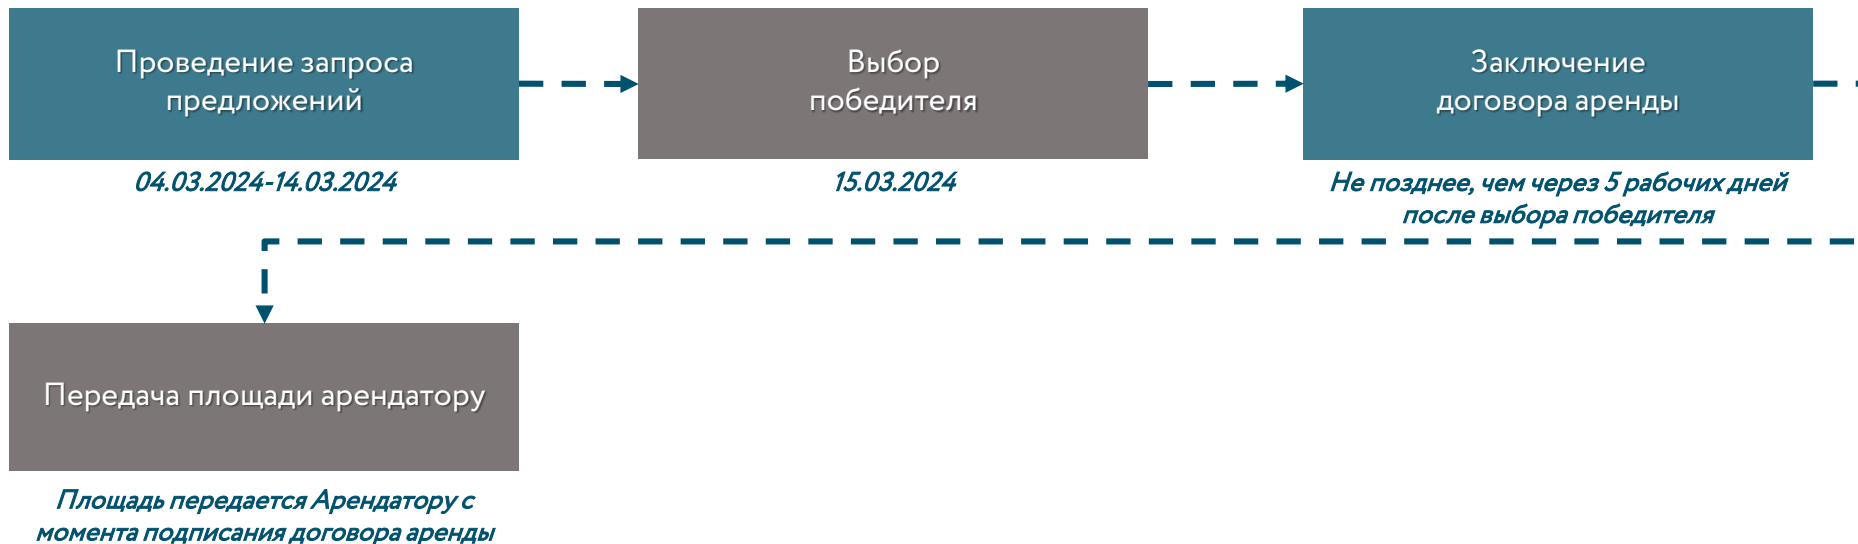 Проведение запроса
предложений
04.03.2024-14.03.2024
Выбор
победителя
15.03.2024
Заключение
договора аренды
Не позднее, чем через 5 рабочих дней
после выбора победителя
Передача площади арендатору
Площадь передается Арендатору с
момента подписания договора аренды